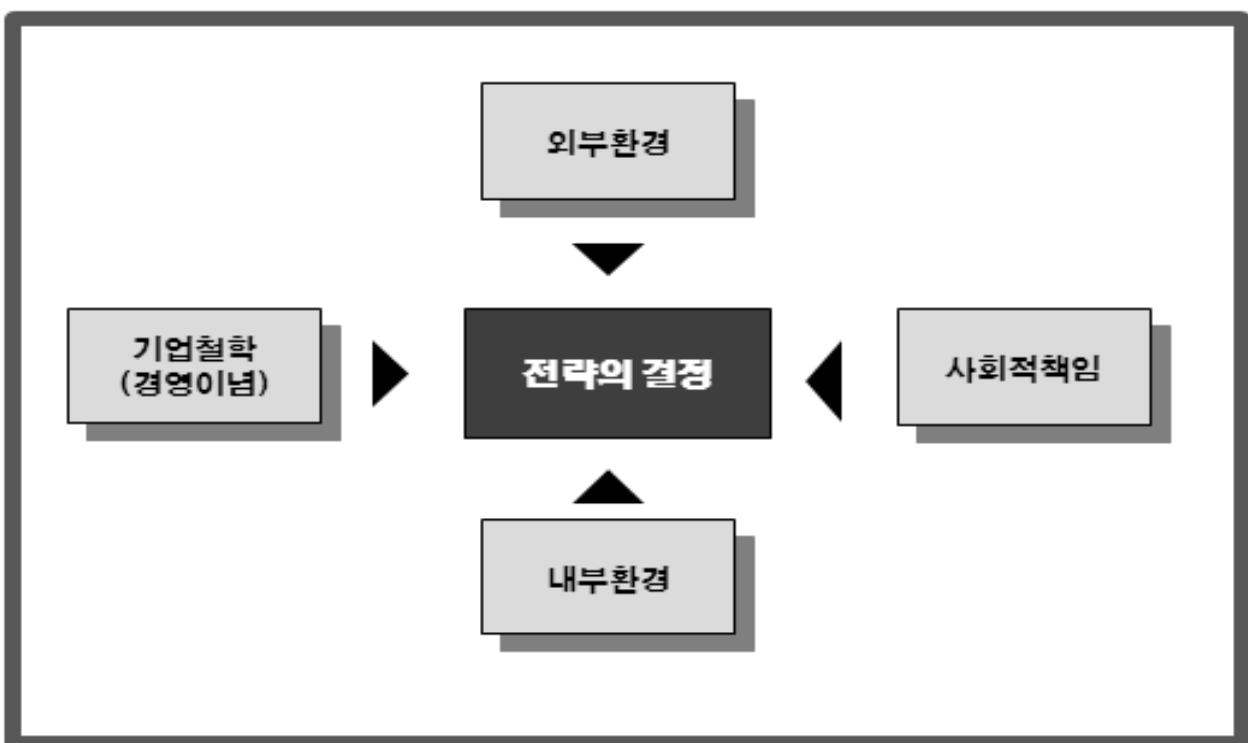 외부환경
기업철학
(경영이념)
전략의 결정
사회적책임
내부환경